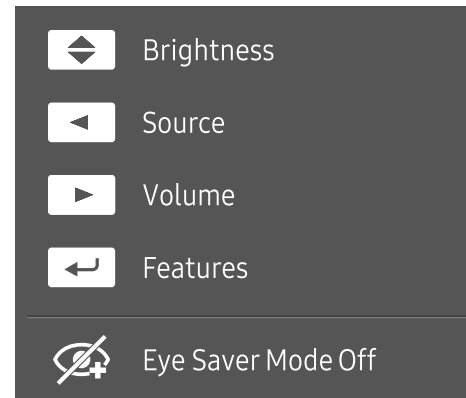 Brightness
Source
Volume
Features
Eye Saver Mode Off